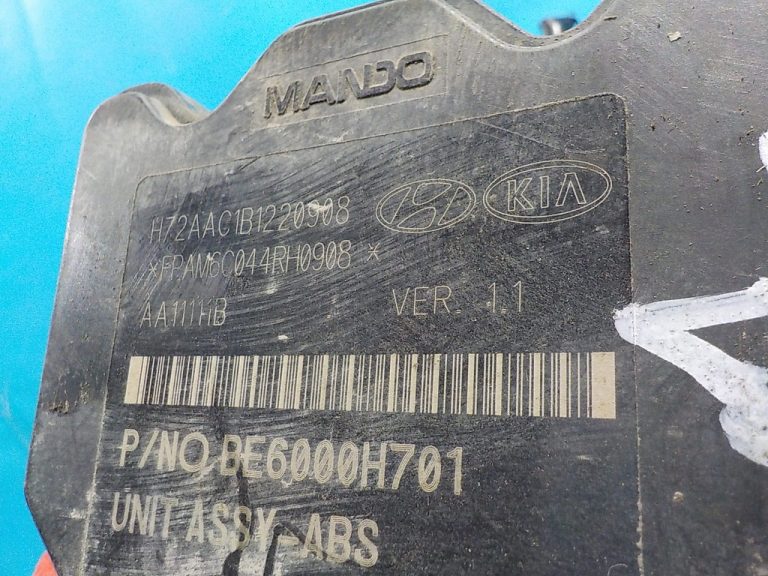 MANDO
H72AAC1B1220908
KIA
*FPAM6C044RH0908 *
AA111HB
VER. 1.1
P/NO.BE6000H701
UNIT ASSY-ABS